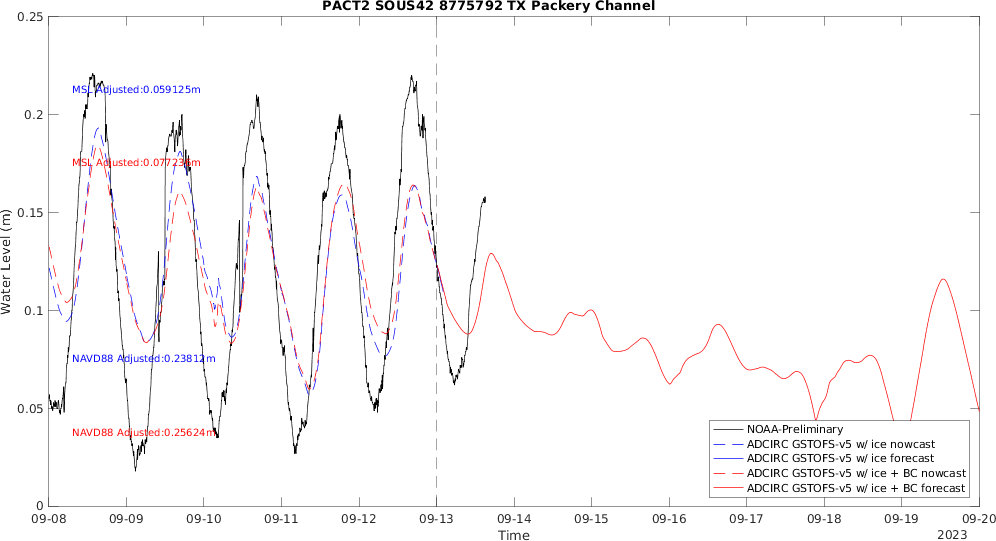 PACT2 SOUS42 8775792 TX Packery Channel
0.25
0.2
0.15
0.1
0.05
0
Water Level (m)
MSL Adjusted:0.059125m
MSL Adjusted:0.077235m
NAVD88 Adjusted:0.23812m
NAVD88 Adjusted:0.25624m
NOAA-Preliminary
ADCIRC GSTOFS-v5 w/ ice nowcast
ADCIRC GSTOFS-v5 w/ ice forecast
ADCIRC GSTOFS-v5 w/ ice + BC nowcast
ADCIRC GSTOFS-v5 w/ ice + BC forecast
09-08 09-09 09-10 09-11 09-12 09-13 09-14 09-15 09-16 09-17 09-18 09-19 09-20
Time
2023